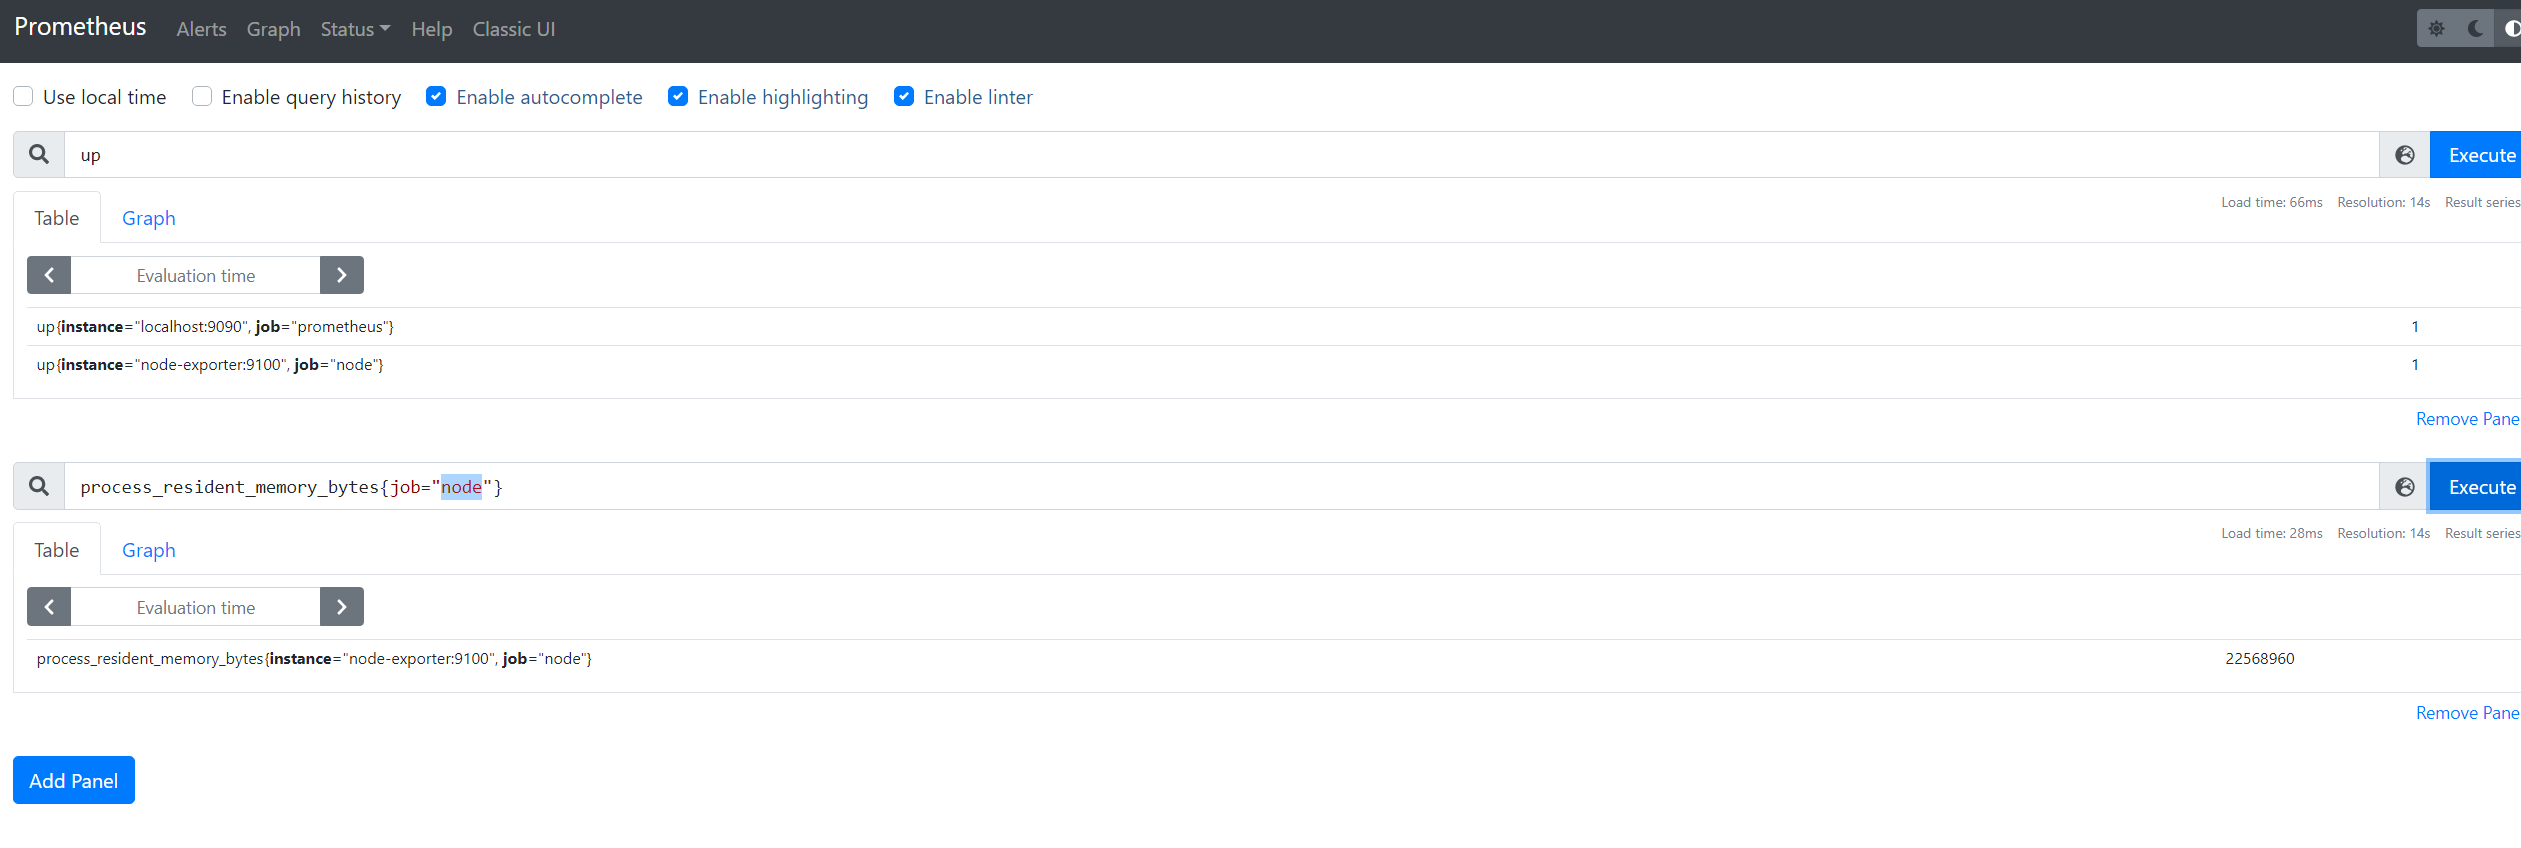 Prometheus Alerts Graph Status Help Classic UI
Use local time Enable query history Enable autocomplete Enable highlighting Enable linter
up Execute
Table Graph Load time: 66ms Resolution: 14s Result series
Evaluation time
up{instance="localhost:9090", job="prometheus"} 1
up{instance="node-exporter:9100", job="node"} 1
Remove Pane
process_resident_memory_bytes{job="node"} Execute
Table Graph Load time: 28ms Resolution: 14s Result series
Evaluation time
process_resident_memory_bytes{instance="node-exporter:9100", job="node"} 22568960
Remove Pane
Add Panel